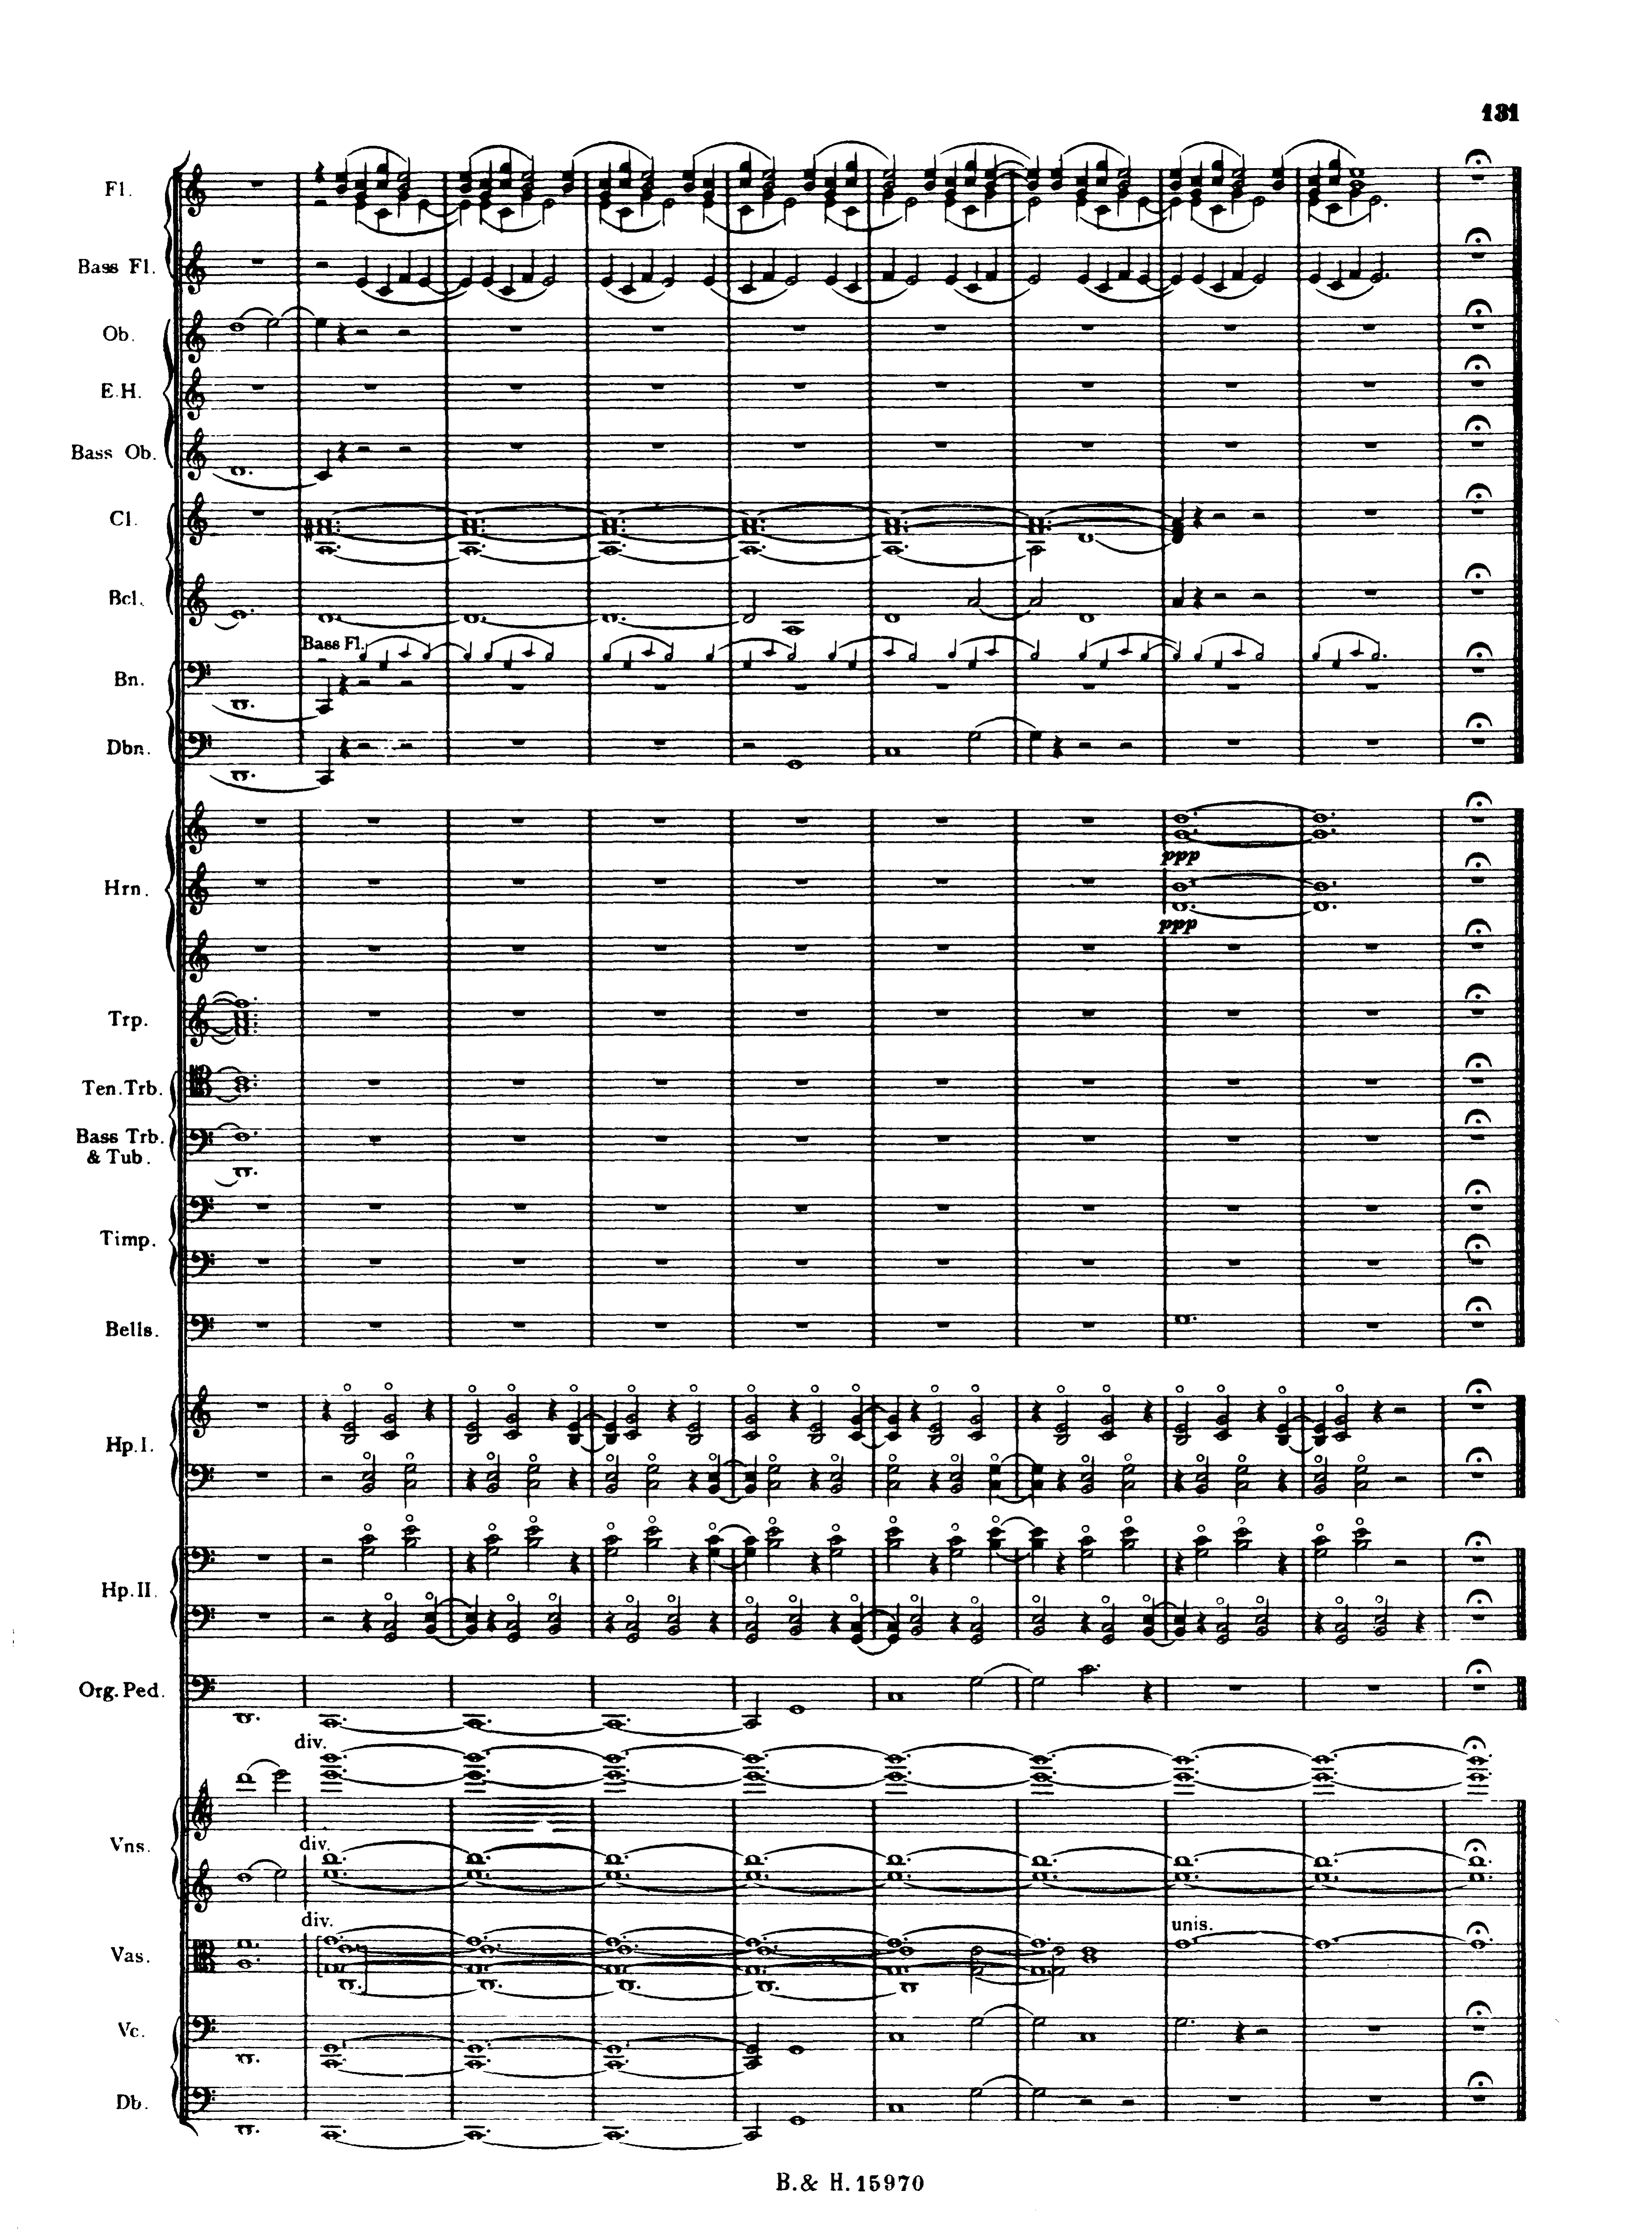 131
Fl.
Bass Fl.
Ob.
E.H.
Bass Ob.
Cl.
Bcl.
Bass Fl.
Bn.
Dbn.
ppp
Hrn.
ppp
Trp.
Ten. Trb.
Bass Trb.
& Tub.
Timp.
Bells.
Hp. I.
Hp. II.
Org. Ped.
div.
div.
Vns.
div.
unis.
Vas.
Vc.
Db.
B. & H. 15970